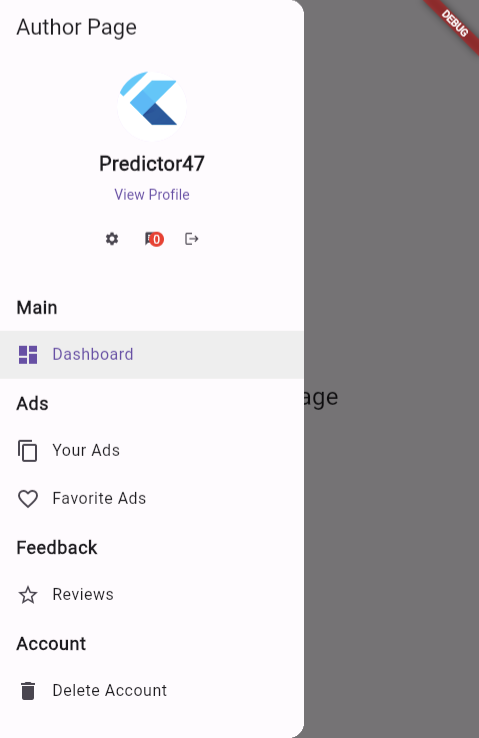 Author Page
DEBUG
Predictor47
View Profile
0
Main
Dashboard
Ads
age
Your Ads
Favorite Ads
Feedback
Reviews
Account
Delete Account